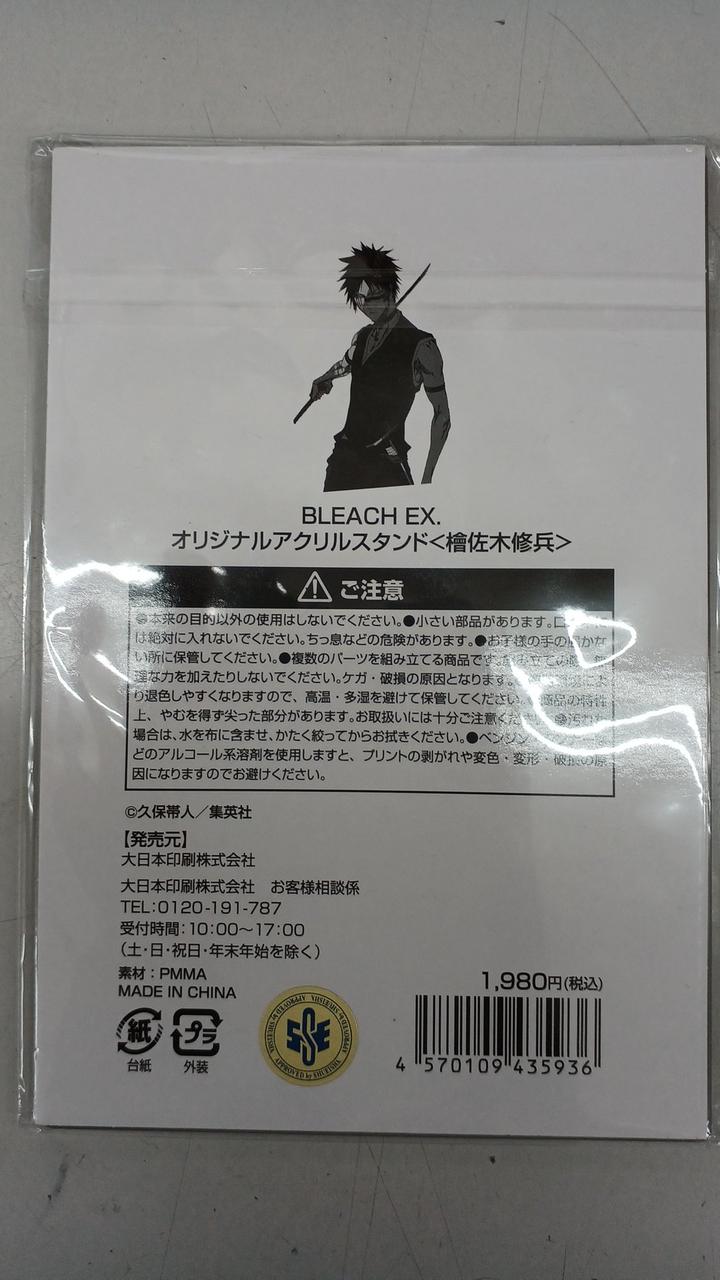 BLEACH EX.
オリジナルアクリルスタンド<檜佐木修兵>
ご注意
●本来の目的以外の使用はしないでください。●小さい部品があります。口
は絶対に入れないでください。ちっ息などの危険があります。●お子様の手の届かな
い所に保管してください。●複数のパーツを組み立てる商品です。
理な力を加えたりしないでください。ケガ・破損の原因となります。
り退色しやすくなりますので、高温・多湿を避けて保管してください。
上、やむを得ず尖った部分があります。お取扱いには十分ご注意ください。●汚れた
場合は、水を布に含ませ、かたく絞ってからお拭きください。●ベンジン
どのアルコール系溶剤を使用しますと、プリントの剥がれや変色・変形・破損の原
因になりますのでお避けください。
©久保帯人／集英社
【発売元】
大日本印刷株式会社
大日本印刷株式会社 お客様相談係
TEL:0120-191-787
受付時間:10:00〜17:00
(土・日・祝日・年末年始を除く)
素材：PMMA
MADE IN CHINA
1,980円(税込)
紙
台紙
プラ
外装
APPROVED by SHUEISHA
4 570109 435936